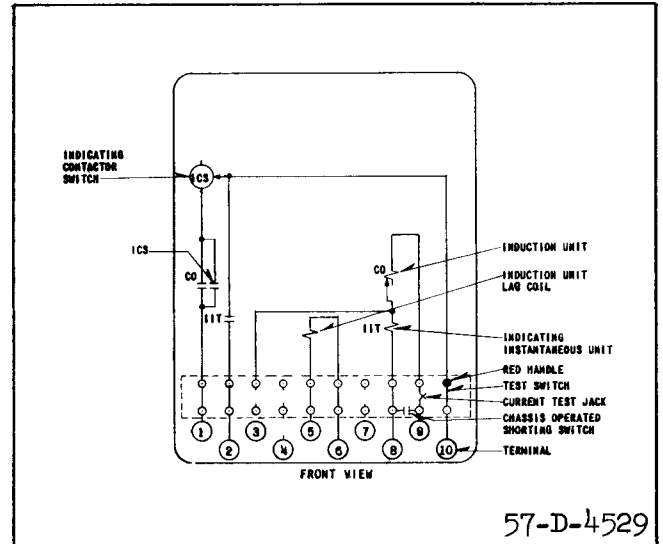 INDICATING
CONTACTOR
SWITCH
ICS
ICS
CO
IIT
CO
IIT
INDUCTION UNIT
INDUCTION UNIT
LAG COIL
INDICATING
INSTANTANEOUS UNIT
RED HANDLE
TEST SWITCH
CURRENT TEST JACK
CHASSIS OPERATED
SHORTING SWITCH
TERMINAL
1
2
3
4
5
6
7
8
9
10
FRONT VIEW
57-D-4529